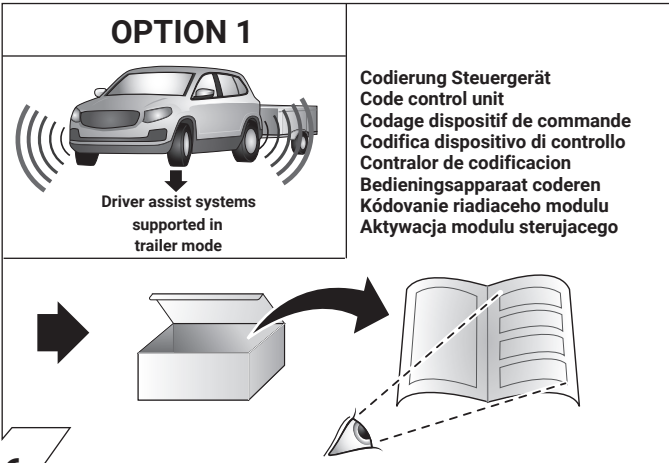 OPTION 1
Driver assist systems
supported in
trailer mode
Codierung Steuergerät
Code control unit
Codage dispositif de commande
Codifica dispositivo di controllo
Contralor de codificacion
Bedieningsapparaat coderen
Kódovanie riadiaceho modulu
Aktywacja modulu sterujacego